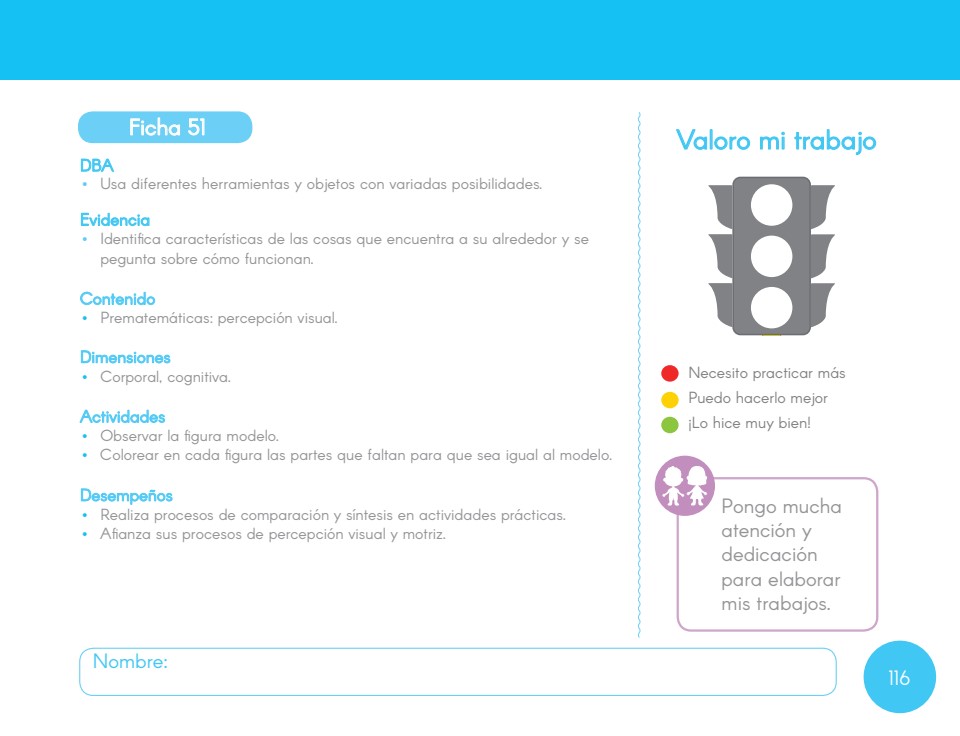 Ficha 51
DBA
• Usa diferentes herramientas y objetos con variadas posibilidades.
Evidencia
• Identifica características de las cosas que encuentra a su alrededor y se
pegunta sobre cómo funcionan.
Contenido
• Prematemáticas: percepción visual.
Dimensiones
• Corporal, cognitiva.
Actividades
• Observar la figura modelo.
• Colorear en cada figura las partes que faltan para que sea igual al modelo.
Desempeños
• Realiza procesos de comparación y síntesis en actividades prácticas.
• Afianza sus procesos de percepción visual y motriz.
Valoro mi trabajo
Necesito practicar más
Puedo hacerlo mejor
¡Lo hice muy bien!
Pongo mucha
atención y
dedicación
para elaborar
mis trabajos.
Nombre:
116